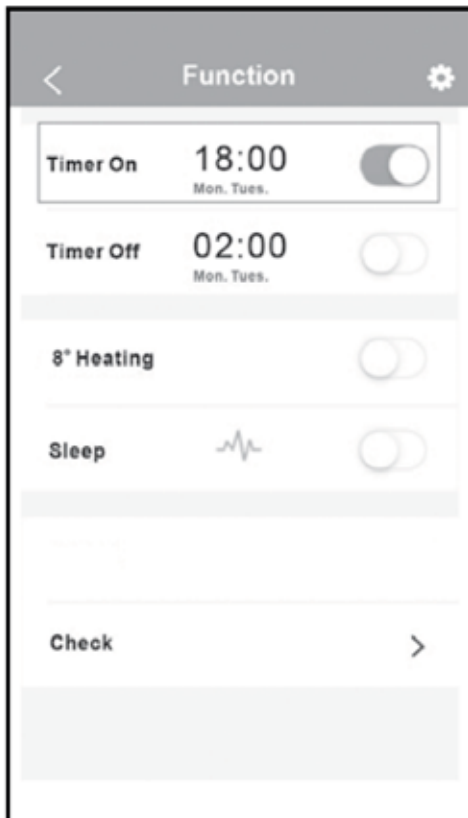 Function
Timer On 18:00
Mon. Tues.
Timer Off 02:00
Mon. Tues.
8° Heating
Sleep
Check